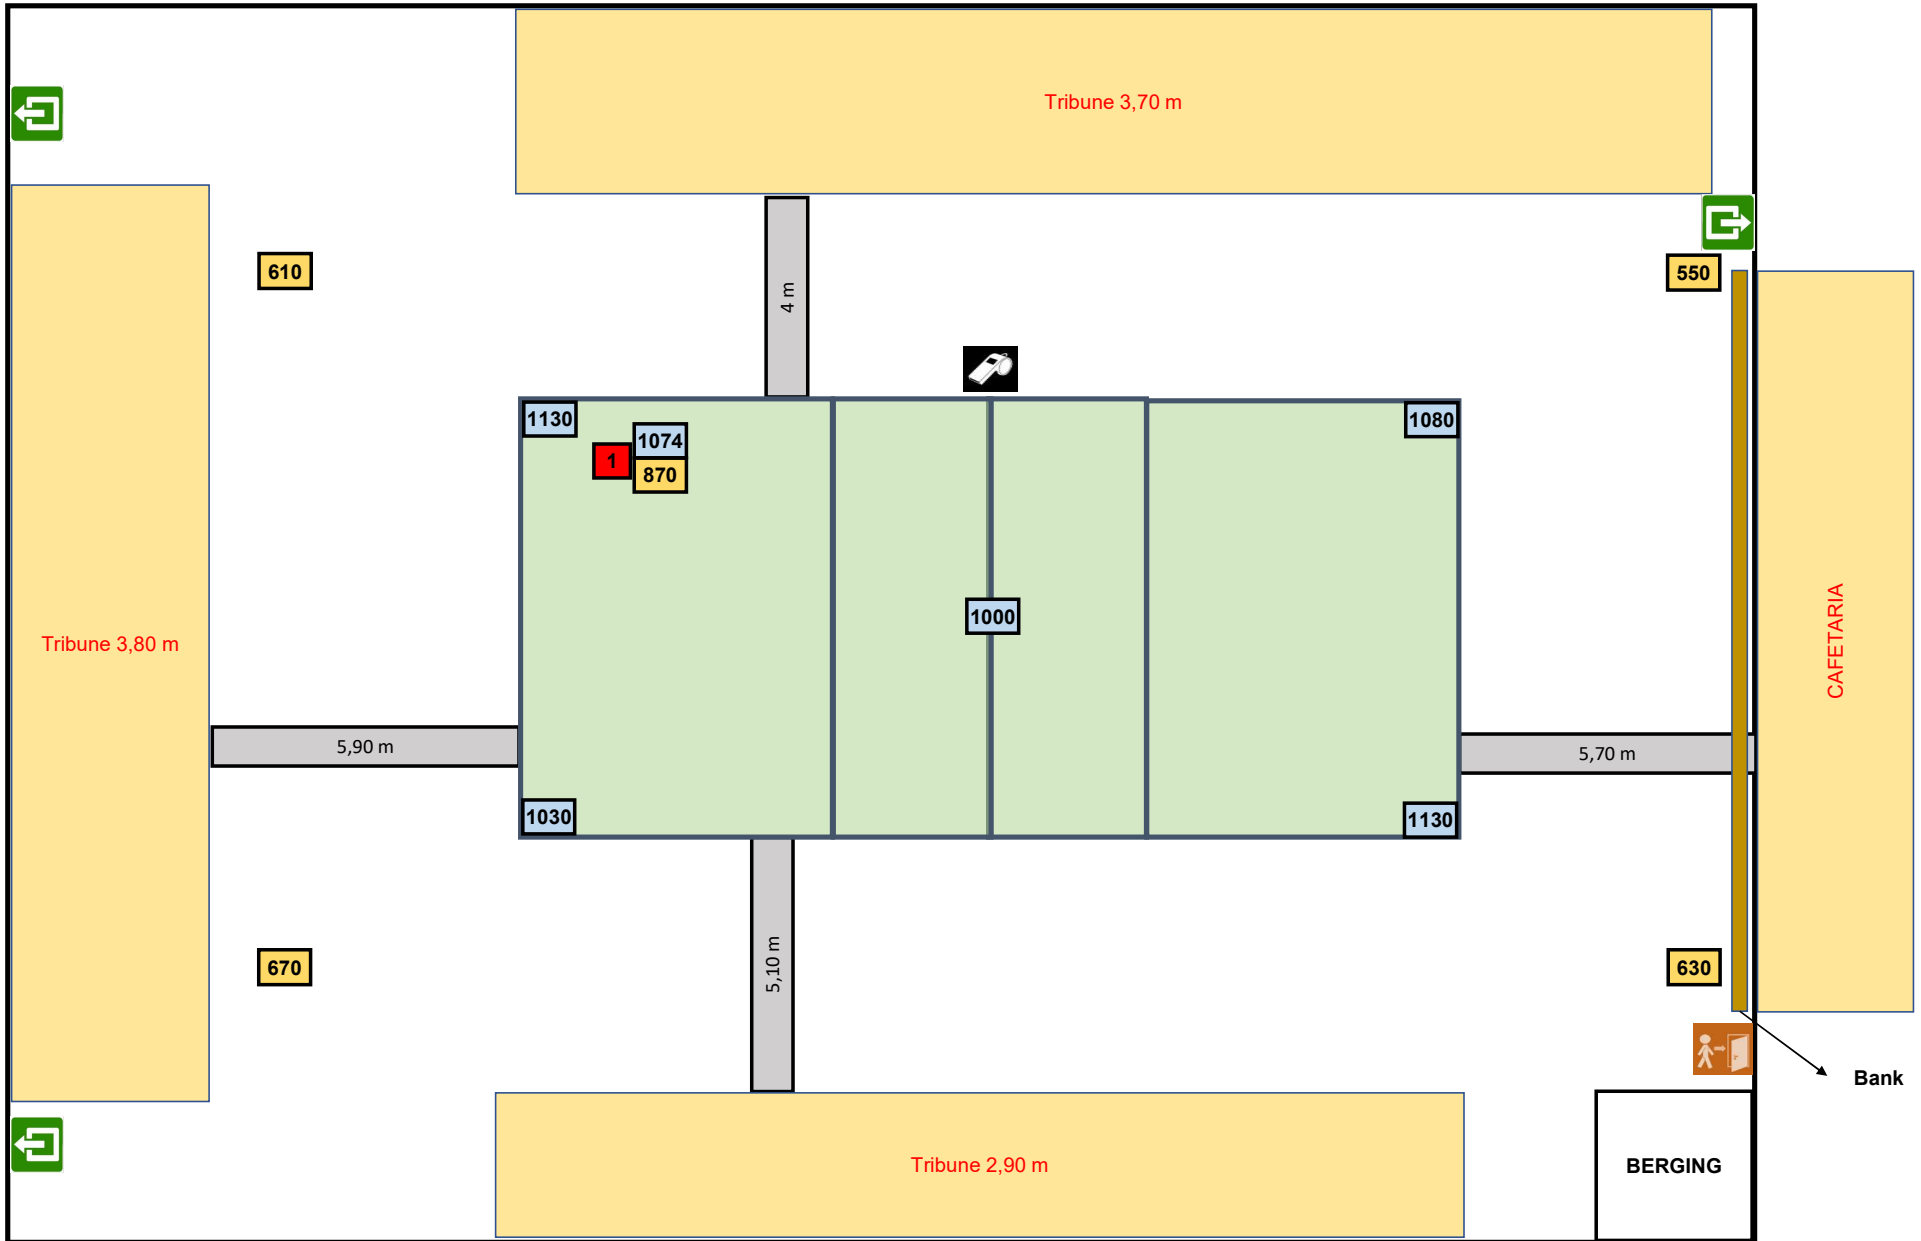 Tribune 3,70 m
610
550
4 m
1130
1074
1
870
1080
CAFETARIA
1000
Tribune 3,80 m
5,90 m
5,70 m
1030
1130
670
5,10 m
630
Bank
Tribune 2,90 m
BERGING